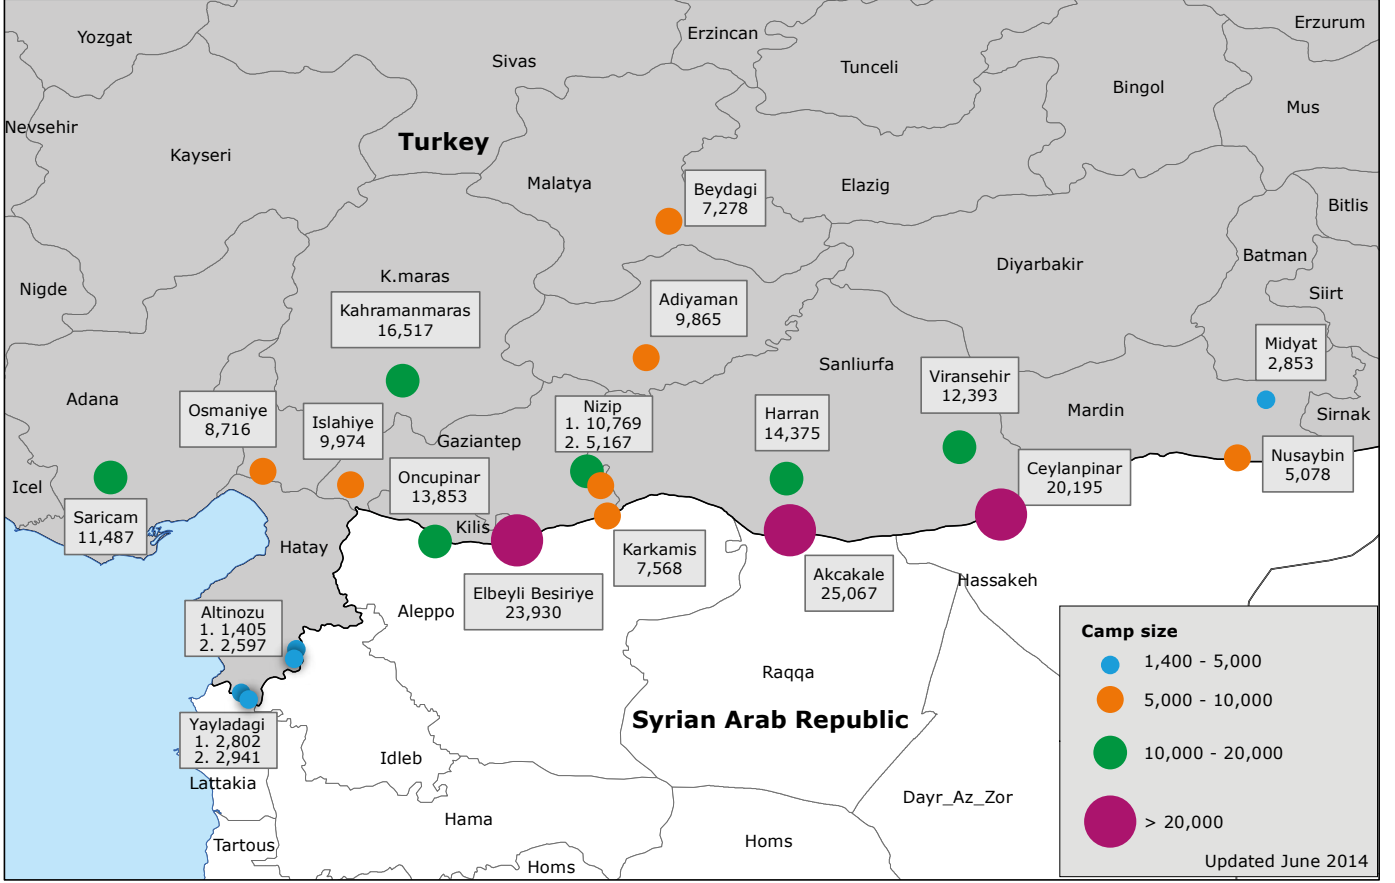 Yozgat
Erzincan
Erzurum
Sivas
Tunceli
Bingol
Mus
Nevsehir
Turkey
Kayseri
Malatya
Beydagi
7,278
Elazig
Bitlis
Batman
Diyarbakir
K.maras
Nigde
Siirt
Kahramanmaras
16,517
Adiyaman
9,865
Midyat
2,853
Sanliurfa
Viransehir
12,393
Adana
Osmaniye
8,716
Islahiye
9,974
Nizip
1. 10,769
2. 5,167
Harran
14,375
Mardin
Sirnak
Gaziantep
Nusaybin
5,078
Ceylanpinar
20,195
Icel
Oncupinar
13,853
Saricam
11,487
Kilis
Hatay
Karkamis
7,568
Akcakale
25,067
Hassakeh
Elbeyli Besiriye
23,930
Aleppo
Altinozu
1. 1,405
2. 2,597
Raqqa
Syrian Arab Republic
Yayladagi
1. 2,802
2. 2,941
Idleb
Lattakia
Dayr_Az_Zor
Hama
Homs
Tartous
Homs
Camp size
1,400 - 5,000
5,000 - 10,000
10,000 - 20,000
> 20,000
Updated June 2014